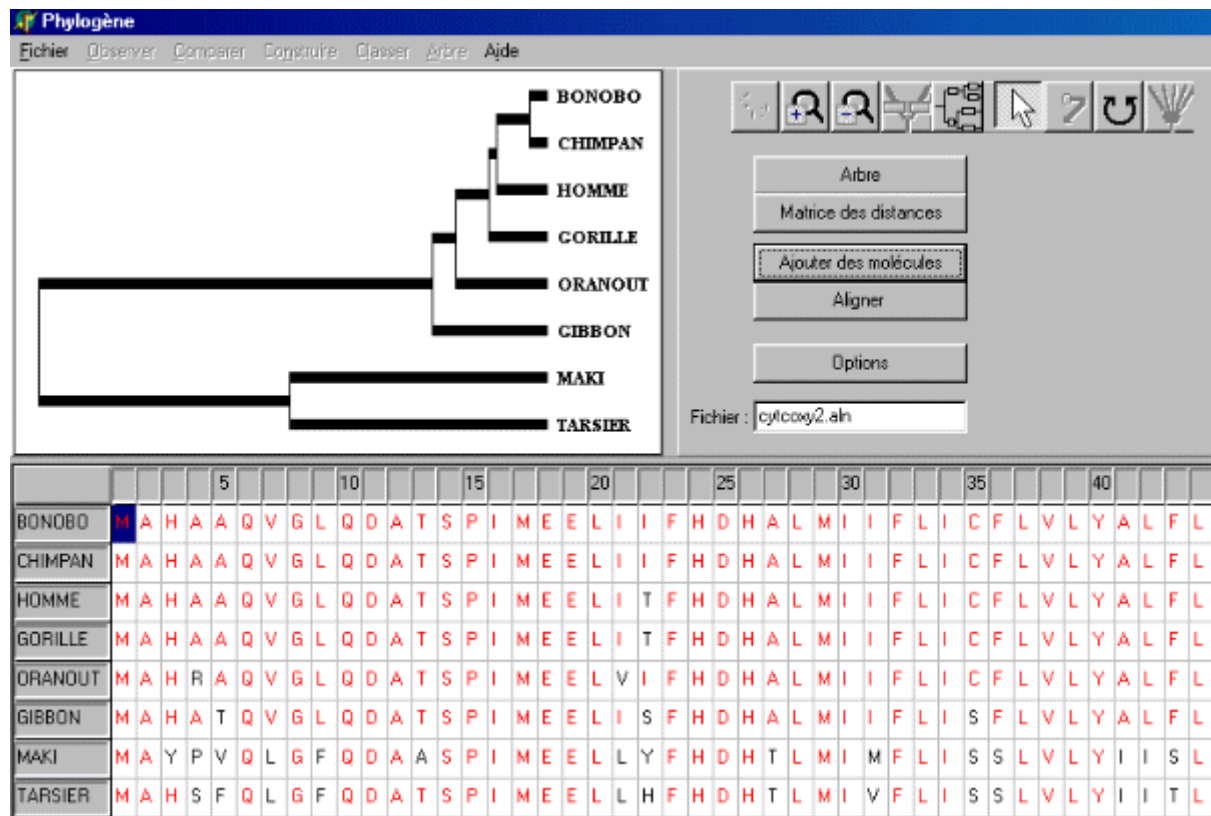 Phylogène
Fichier Observer Comparer Construire Classer Arbre Aide
BONOBO
CHIMPAN
HOMME
GORILLE
ORANOUT
GIBBON
MAKI
TARSIER
Arbre
Matrice des distances
Ajouter des molécules
Aligner
Options
Fichier : cytcoxy2.aln
5 10 15 20 25 30 35 40
BONOBO M A H A A Q V G L Q D A T S P I M E E L I I F H D H A L M I I F L I C F L V L Y A L F L
CHIMPAN M A H A A Q V G L Q D A T S P I M E E L I I F H D H A L M I I F L I C F L V L Y A L F L
HOMME M A H A A Q V G L Q D A T S P I M E E L I T F H D H A L M I I F L I C F L V L Y A L F L
GORILLE M A H A A Q V G L Q D A T S P I M E E L I T F H D H A L M I I F L I C F L V L Y A L F L
ORANOUT M A H R A Q V G L Q D A T S P I M E E L V I F H D H A L M I I F L I C F L V L Y A L F L
GIBBON M A H A T Q V G L Q D A T S P I M E E L I S F H D H A L M I I F L I S F L V L Y A L F L
MAKI M A Y P V Q L G F Q D A A S P I M E E L L Y F H D H T L M I M F L I S S L V L Y I I S L
TARSIER M A H S F Q L G F Q D A T S P I M E E L L H F H D H T L M I V F L I S S L V L Y I I T L